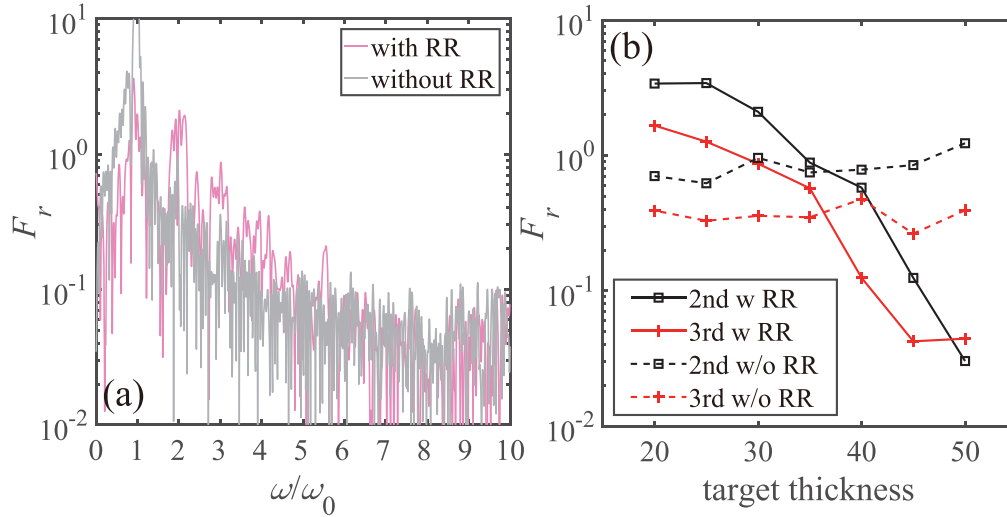 (a)
with RR
without RR
F_r
10^1
10^0
10^-1
10^-2
0 1 2 3 4 5 6 7 8 9 10
ω/ω_0
(b)
F_r
10^1
10^0
10^-1
10^-2
2nd w RR
3rd w RR
2nd w/o RR
3rd w/o RR
20 30 40 50
target thickness